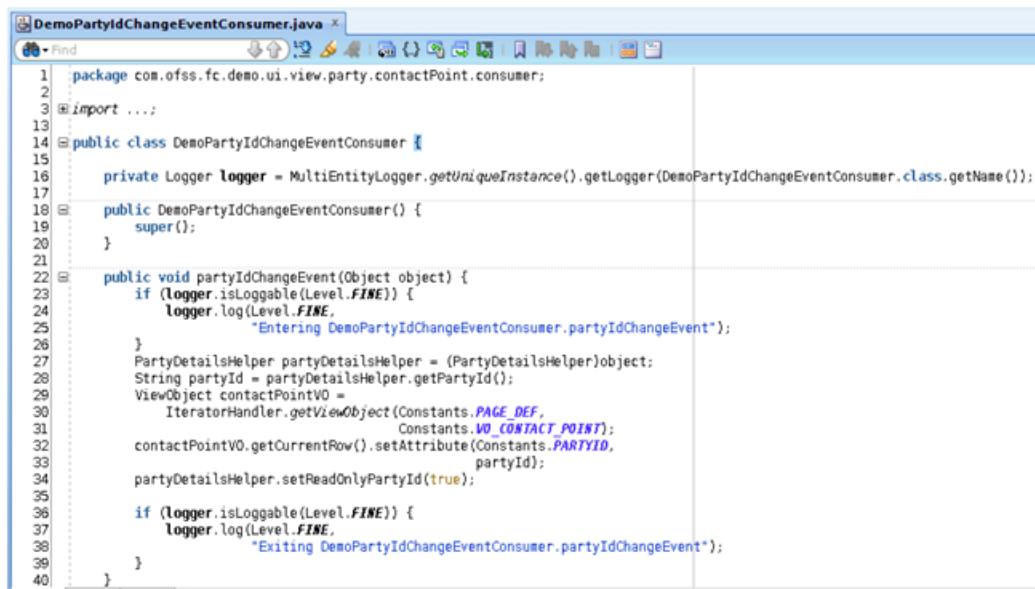 DemoPartyIdChangeEventConsumer.java ×
Find
1 package com.ofss.fc.demo.ui.view.party.contactPoint.consumer;
2
3 import ...;
13
14 public class DemoPartyIdChangeEventConsumer {
15
16 private Logger logger = MultiEntityLogger.getUniqueInstance().getLogger(DemoPartyIdChangeEventConsumer.class.getName());
17
18 public DemoPartyIdChangeEventConsumer() {
19 super();
20 }
21
22 public void partyIdChangeEvent(Object object) {
23 if (logger.isLoggable(Level.FINE)) {
24 logger.log(Level.FINE,
25 "Entering DemoPartyIdChangeEventConsumer.partyIdChangeEvent");
26 }
27 PartyDetailsHelper partyDetailsHelper = (PartyDetailsHelper)object;
28 String partyId = partyDetailsHelper.getPartyId();
29 ViewObject contactPointVO =
30 IteratorHandler.getViewObject(Constants.PAGE_DEF,
31 Constants.VO_CONTACT_POINT);
32 contactPointVO.getCurrentRow().setAttribute(Constants.PARTYID,
33 partyId);
34 partyDetailsHelper.setReadOnlyPartyId(true);
35
36 if (logger.isLoggable(Level.FINE)) {
37 logger.log(Level.FINE,
38 "Exiting DemoPartyIdChangeEventConsumer.partyIdChangeEvent");
39 }
40 }